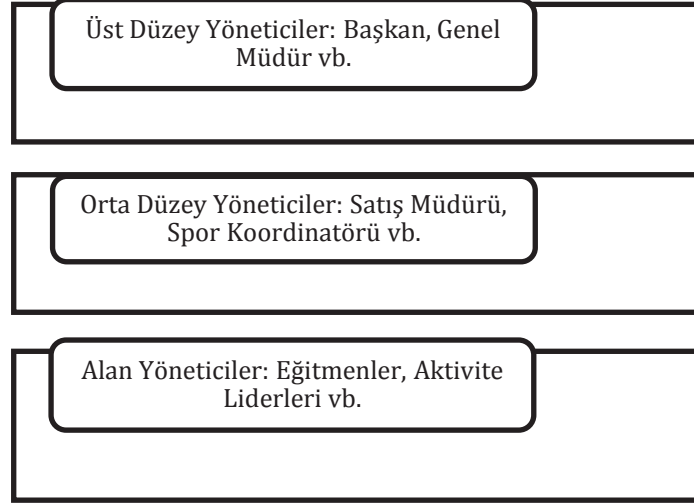 Üst Düzey Yöneticiler: Başkan, Genel
Müdür vb.
Orta Düzey Yöneticiler: Satış Müdürü,
Spor Koordinatörü vb.
Alan Yöneticiler: Eğitmenler, Aktivite
Liderleri vb.